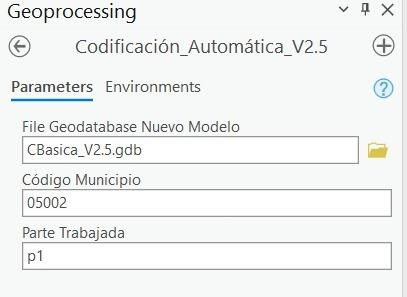 Geoprocessing
Codificación_Automática_V2.5
Parameters Environments
File Geodatabase Nuevo Modelo
CBasica_V2.5.gdb
Código Municipio
05002
Parte Trabajada
p1